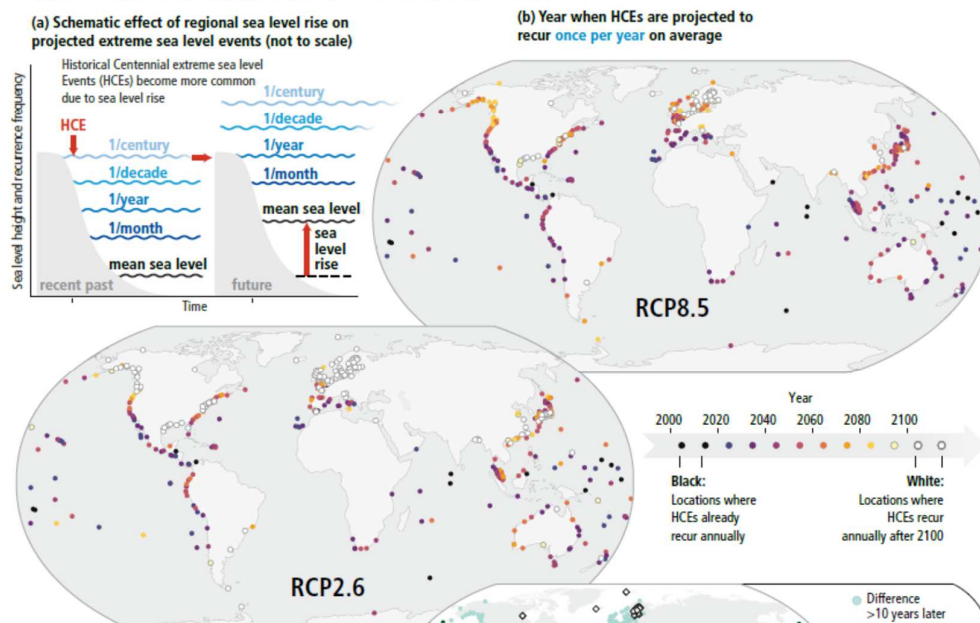 (a) Schematic effect of regional sea level rise on
projected extreme sea level events (not to scale)
Historical Centennial extreme sea level
Events (HCEs) become more common
due to sea level rise
Sea level height and recurrence frequency
HCE
1/century
1/decade
1/year
1/month
mean sea level
recent past
1/century
1/decade
1/year
1/month
mean sea level
sea
level
rise
future
Time
(b) Year when HCEs are projected to
recur once per year on average
RCP8.5
RCP2.6
Year
2000 2020 2040 2060 2080 2100
Black:
Locations where
HCEs already
recur annually
White:
Locations where
HCEs recur
annually after 2100
Difference
>10 years later